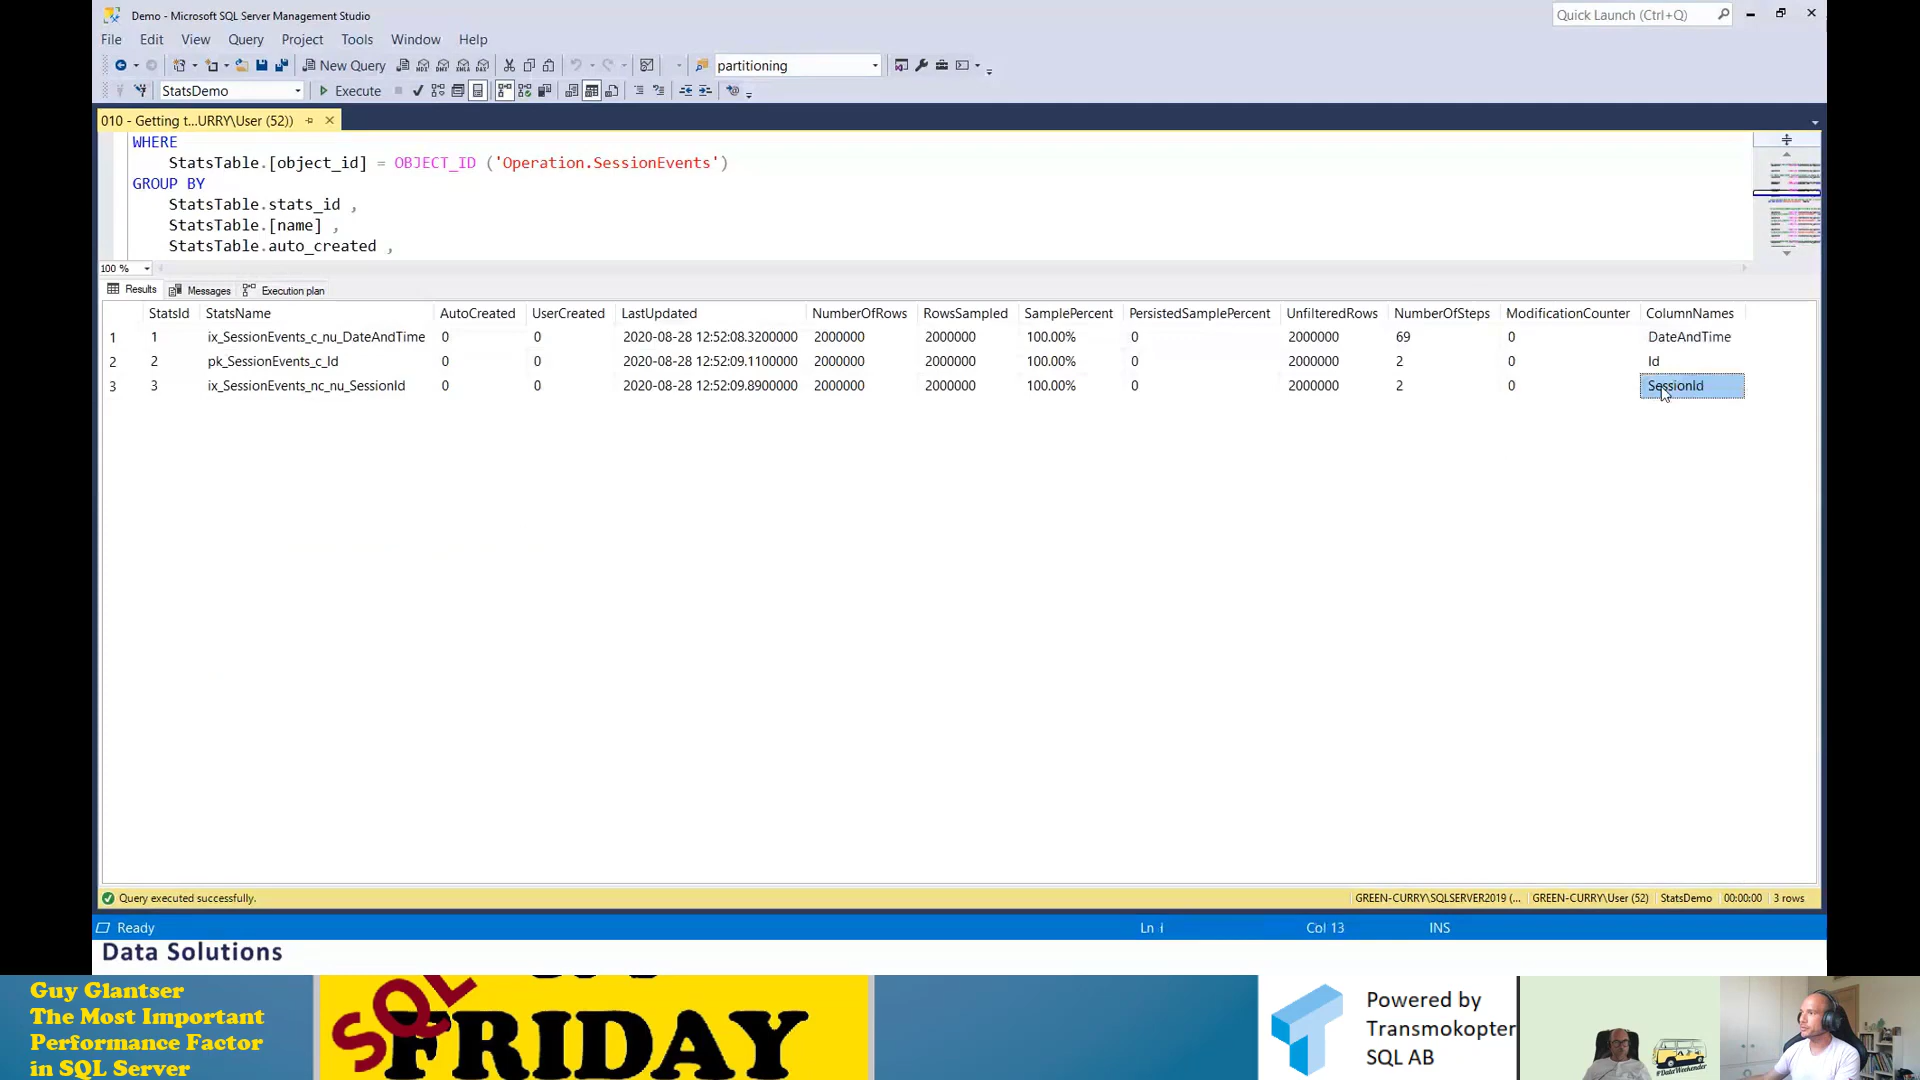 Demo - Microsoft SQL Server Management Studio
Quick Launch (Ctrl+Q)
File Edit View Query Project Tools Window Help
New Query
partitioning
StatsDemo
Execute
010 - Getting t...URRY\User (52))
WHERE
StatsTable.[object_id] = OBJECT_ID ('Operation.SessionEvents')
GROUP BY
StatsTable.stats_id ,
StatsTable.[name] ,
StatsTable.auto_created ,
100 %
Results Messages Execution plan
StatsId StatsName AutoCreated UserCreated LastUpdated NumberOfRows RowsSampled SamplePercent PersistedSamplePercent UnfilteredRows NumberOfSteps ModificationCounter ColumnNames
1 1 ix_SessionEvents_c_nu_DateAndTime 0 0 2020-08-28 12:52:08.3200000 2000000 2000000 100.00% 0 2000000 69 0 DateAndTime
2 2 pk_SessionEvents_c_Id 0 0 2020-08-28 12:52:09.1100000 2000000 2000000 100.00% 0 2000000 2 0 Id
3 3 ix_SessionEvents_nc_nu_SessionId 0 0 2020-08-28 12:52:09.8900000 2000000 2000000 100.00% 0 2000000 2 0 SessionId
Query executed successfully.
GREEN-CURRY\SQLSERVER2019 (... GREEN-CURRY\User (52) StatsDemo 00:00:00 3 rows
Ready
Ln Col 13 INS
Data Solutions
Guy Glantser
The Most Important
Performance Factor
in SQL Server
SQL
FRIDAY
Powered by
Transmokopter
SQL AB
#DataWeekender